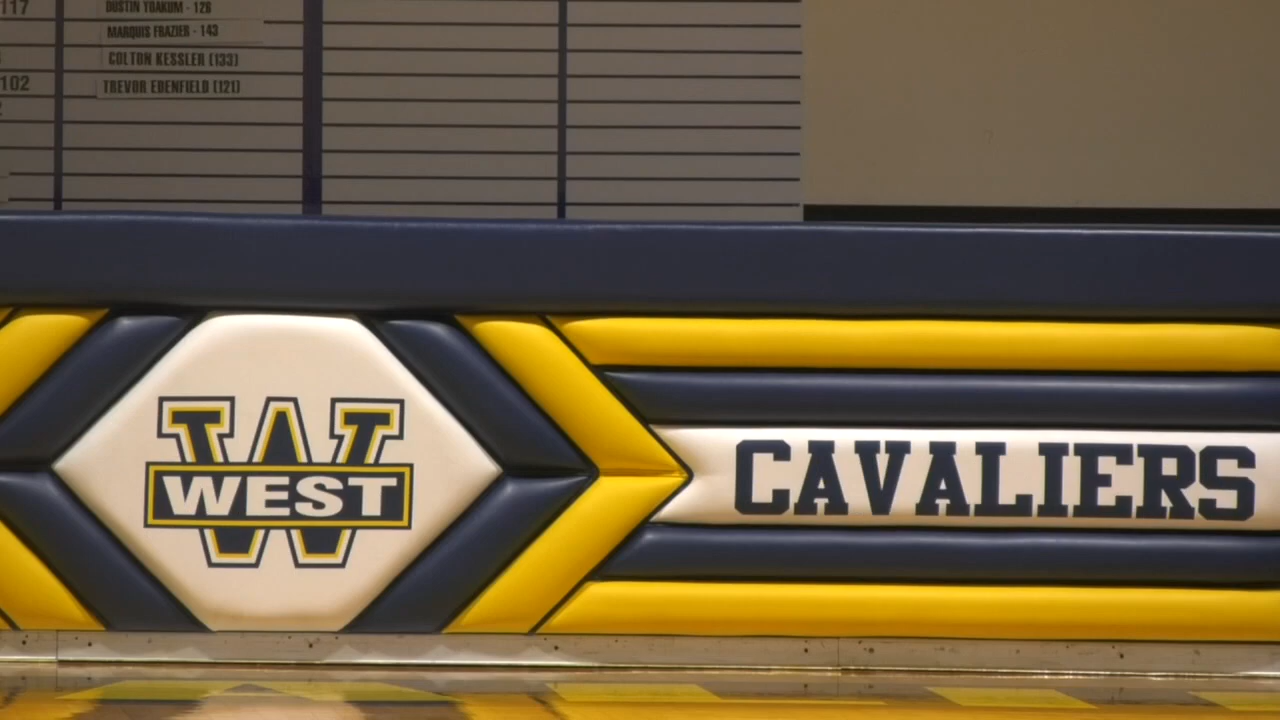 117
DUSTIN YOAKUM - 126
MARQUIS FRAZIER - 143
COLTON KESSLER (133)
102
TREVOR EDENFIELD (121)
W
WEST
CAVALIERS